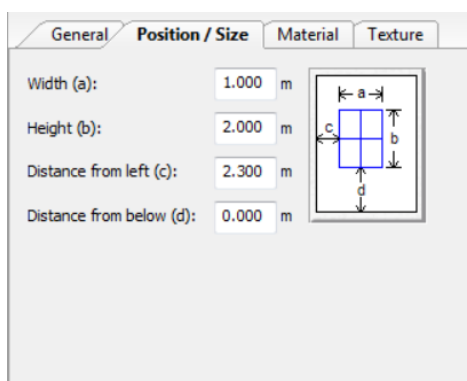 General Position / Size Material Texture
Width (a): 1.000 m
Height (b): 2.000 m
Distance from left (c): 2.300 m
Distance from below (d): 0.000 m
a
c b
d